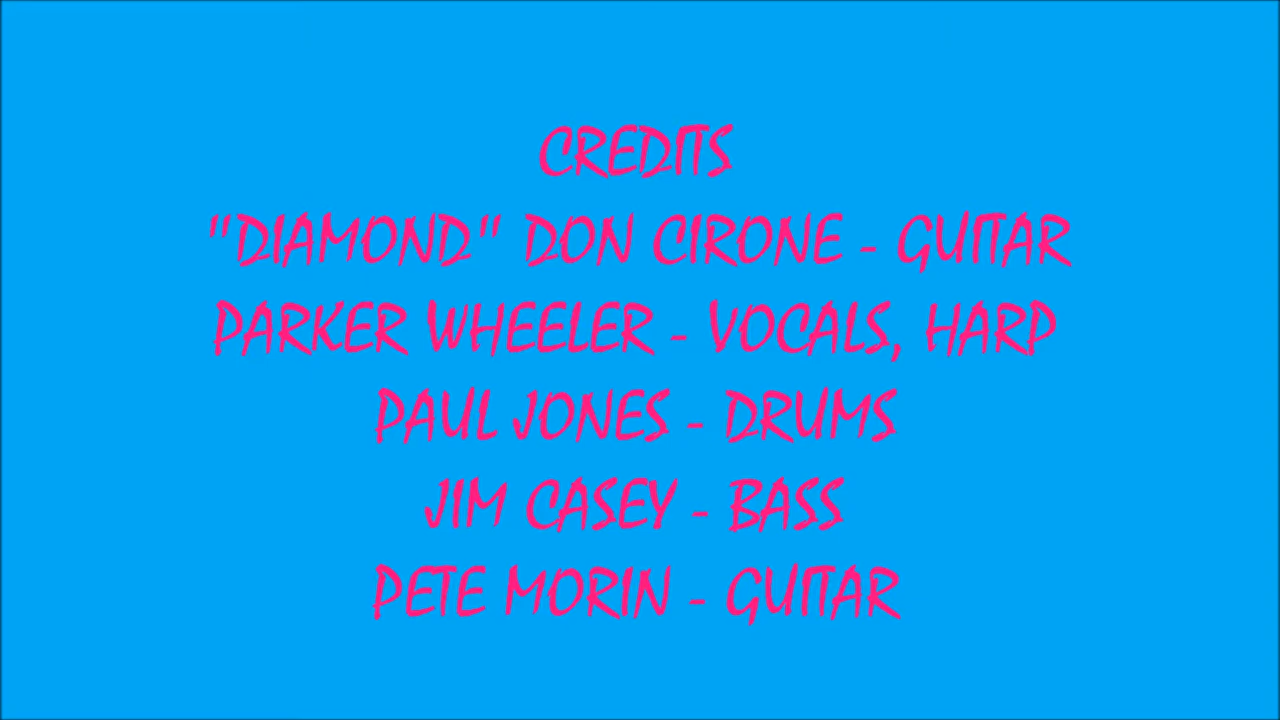 CREDITS
"DIAMOND" DON CIRONE - GUITAR
PARKER WHEELER - VOCALS, HARP
PAUL JONES - DRUMS
JIM CASEY - BASS
PETE MORIN - GUITAR